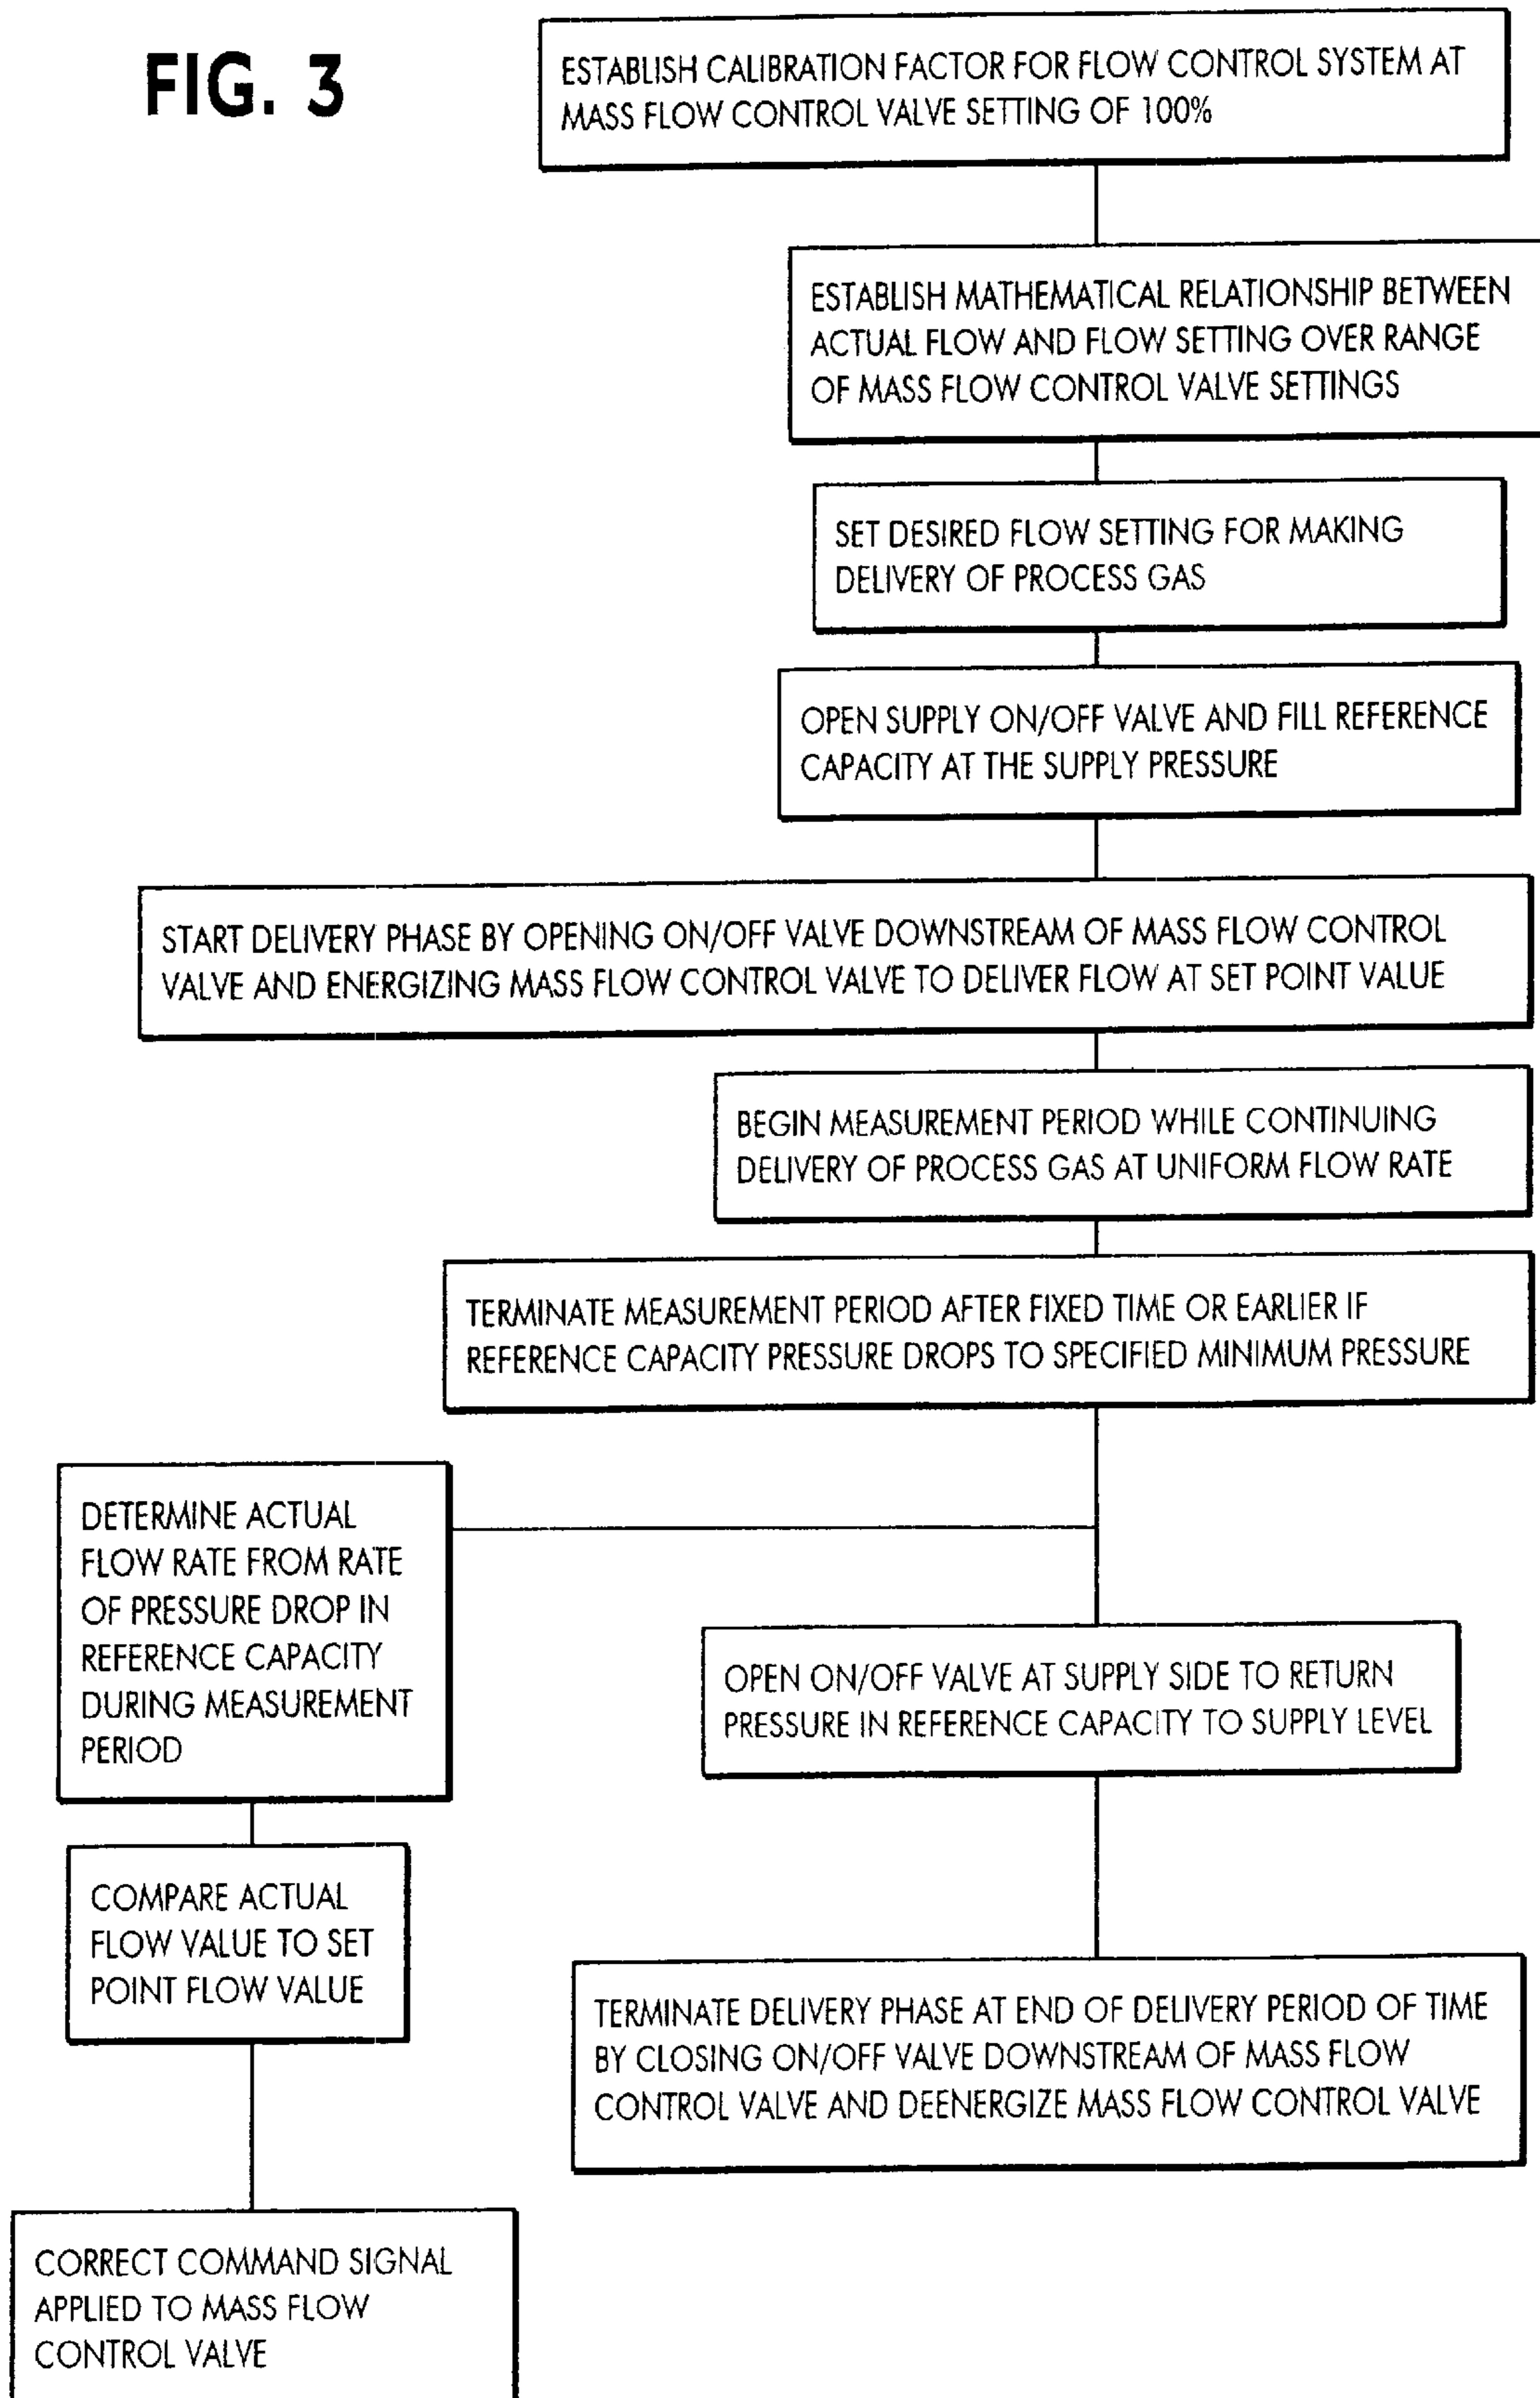 FIG. 3
ESTABLISH CALIBRATION FACTOR FOR FLOW CONTROL SYSTEM AT
MASS FLOW CONTROL VALVE SETTING OF 100%
ESTABLISH MATHEMATICAL RELATIONSHIP BETWEEN
ACTUAL FLOW AND FLOW SETTING OVER RANGE
OF MASS FLOW CONTROL VALVE SETTINGS
SET DESIRED FLOW SETTING FOR MAKING
DELIVERY OF PROCESS GAS
OPEN SUPPLY ON/OFF VALVE AND FILL REFERENCE
CAPACITY AT THE SUPPLY PRESSURE
START DELIVERY PHASE BY OPENING ON/OFF VALVE DOWNSTREAM OF MASS FLOW CONTROL
VALVE AND ENERGIZING MASS FLOW CONTROL VALVE TO DELIVER FLOW AT SET POINT VALUE
BEGIN MEASUREMENT PERIOD WHILE CONTINUING
DELIVERY OF PROCESS GAS AT UNIFORM FLOW RATE
TERMINATE MEASUREMENT PERIOD AFTER FIXED TIME OR EARLIER IF
REFERENCE CAPACITY PRESSURE DROPS TO SPECIFIED MINIMUM PRESSURE
DETERMINE ACTUAL
FLOW RATE FROM RATE
OF PRESSURE DROP IN
REFERENCE CAPACITY
DURING MEASUREMENT
PERIOD
OPEN ON/OFF VALVE AT SUPPLY SIDE TO RETURN
PRESSURE IN REFERENCE CAPACITY TO SUPPLY LEVEL
COMPARE ACTUAL
FLOW VALUE TO SET
POINT FLOW VALUE
TERMINATE DELIVERY PHASE AT END OF DELIVERY PERIOD OF TIME
BY CLOSING ON/OFF VALVE DOWNSTREAM OF MASS FLOW
CONTROL VALVE AND DEENERGIZE MASS FLOW CONTROL VALVE
CORRECT COMMAND SIGNAL
APPLIED TO MASS FLOW
CONTROL VALVE